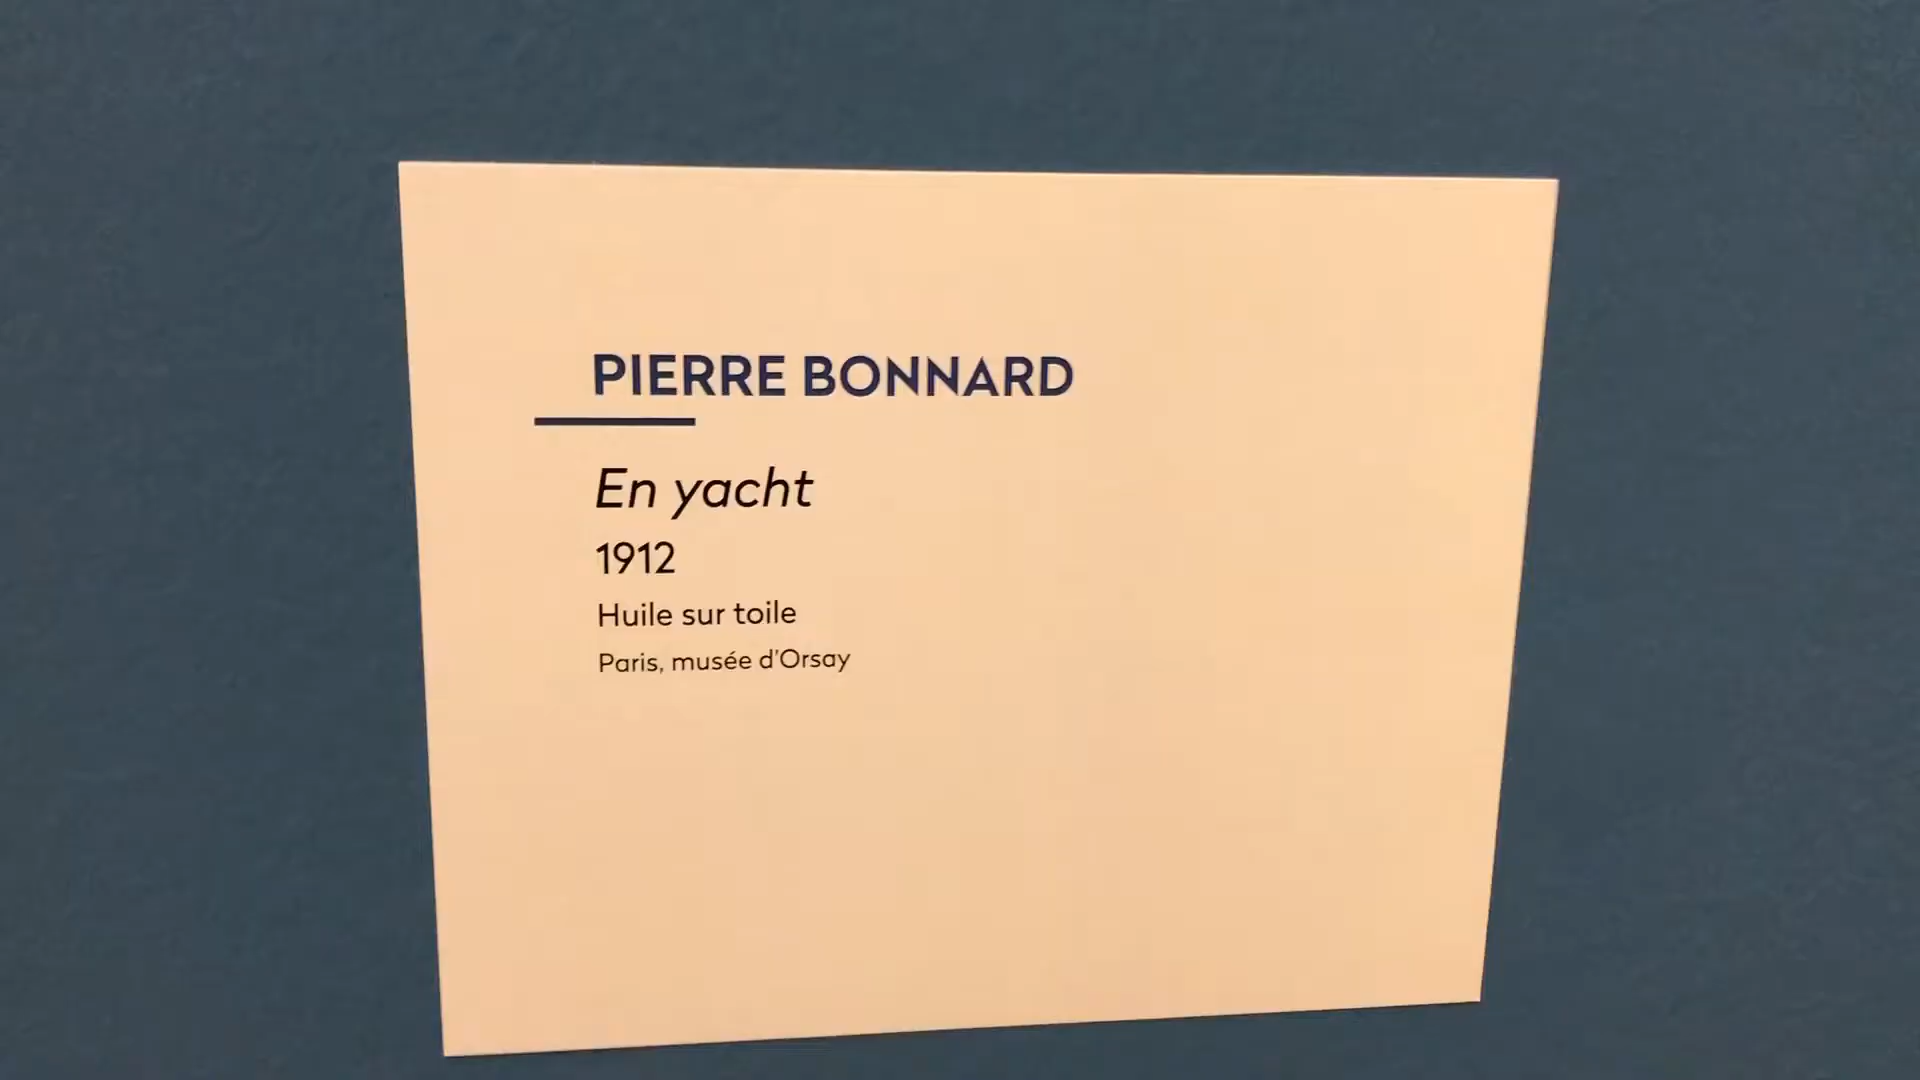 PIERRE BONNARD
En yacht
1912
Huile sur toile
Paris, musée d'Orsay